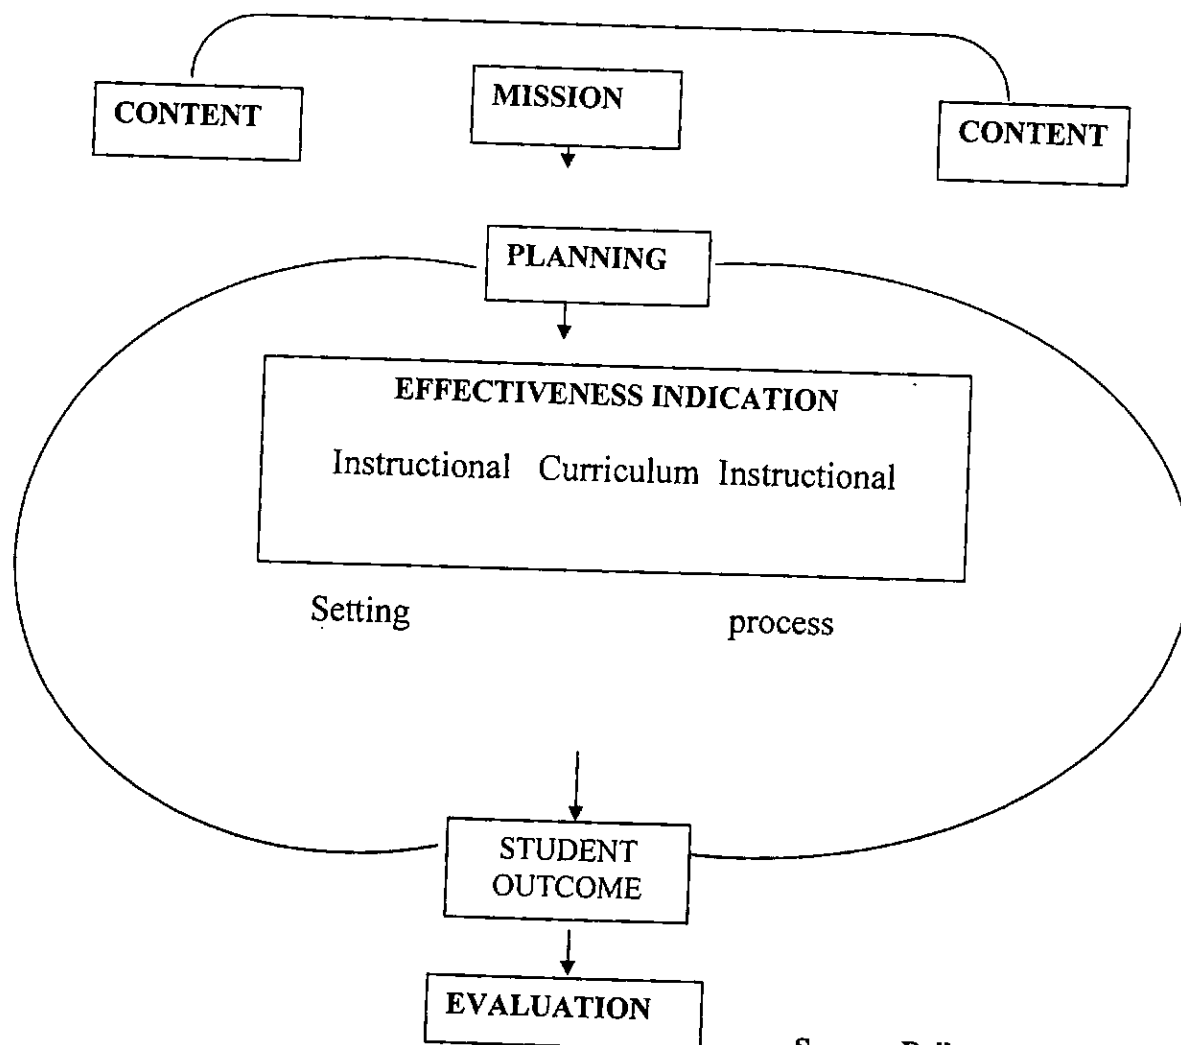 CONTENT
MISSION
CONTENT
PLANNING
EFFECTIVENESS INDICATION
Instructional Curriculum Instructional
Setting process
STUDENT
OUTCOME
EVALUATION